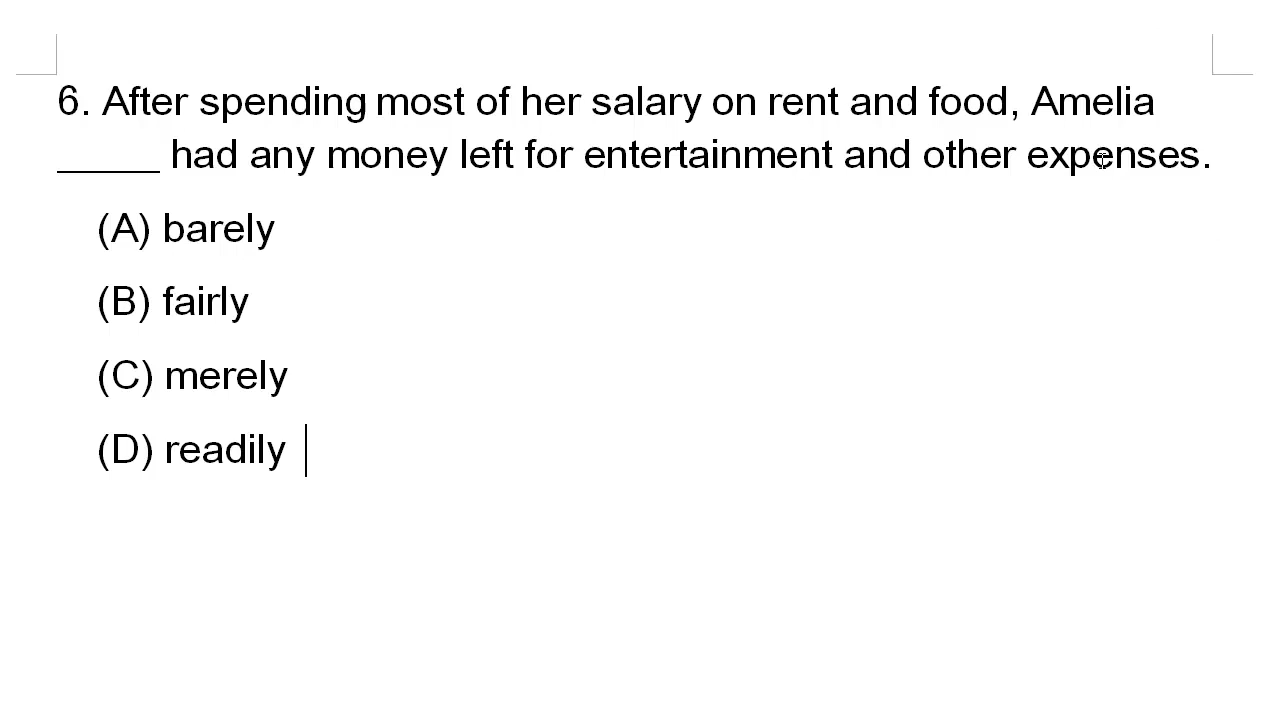 6. After spending most of her salary on rent and food, Amelia
_____ had any money left for entertainment and other expenses.
(A) barely
(B) fairly
(C) merely
(D) readily